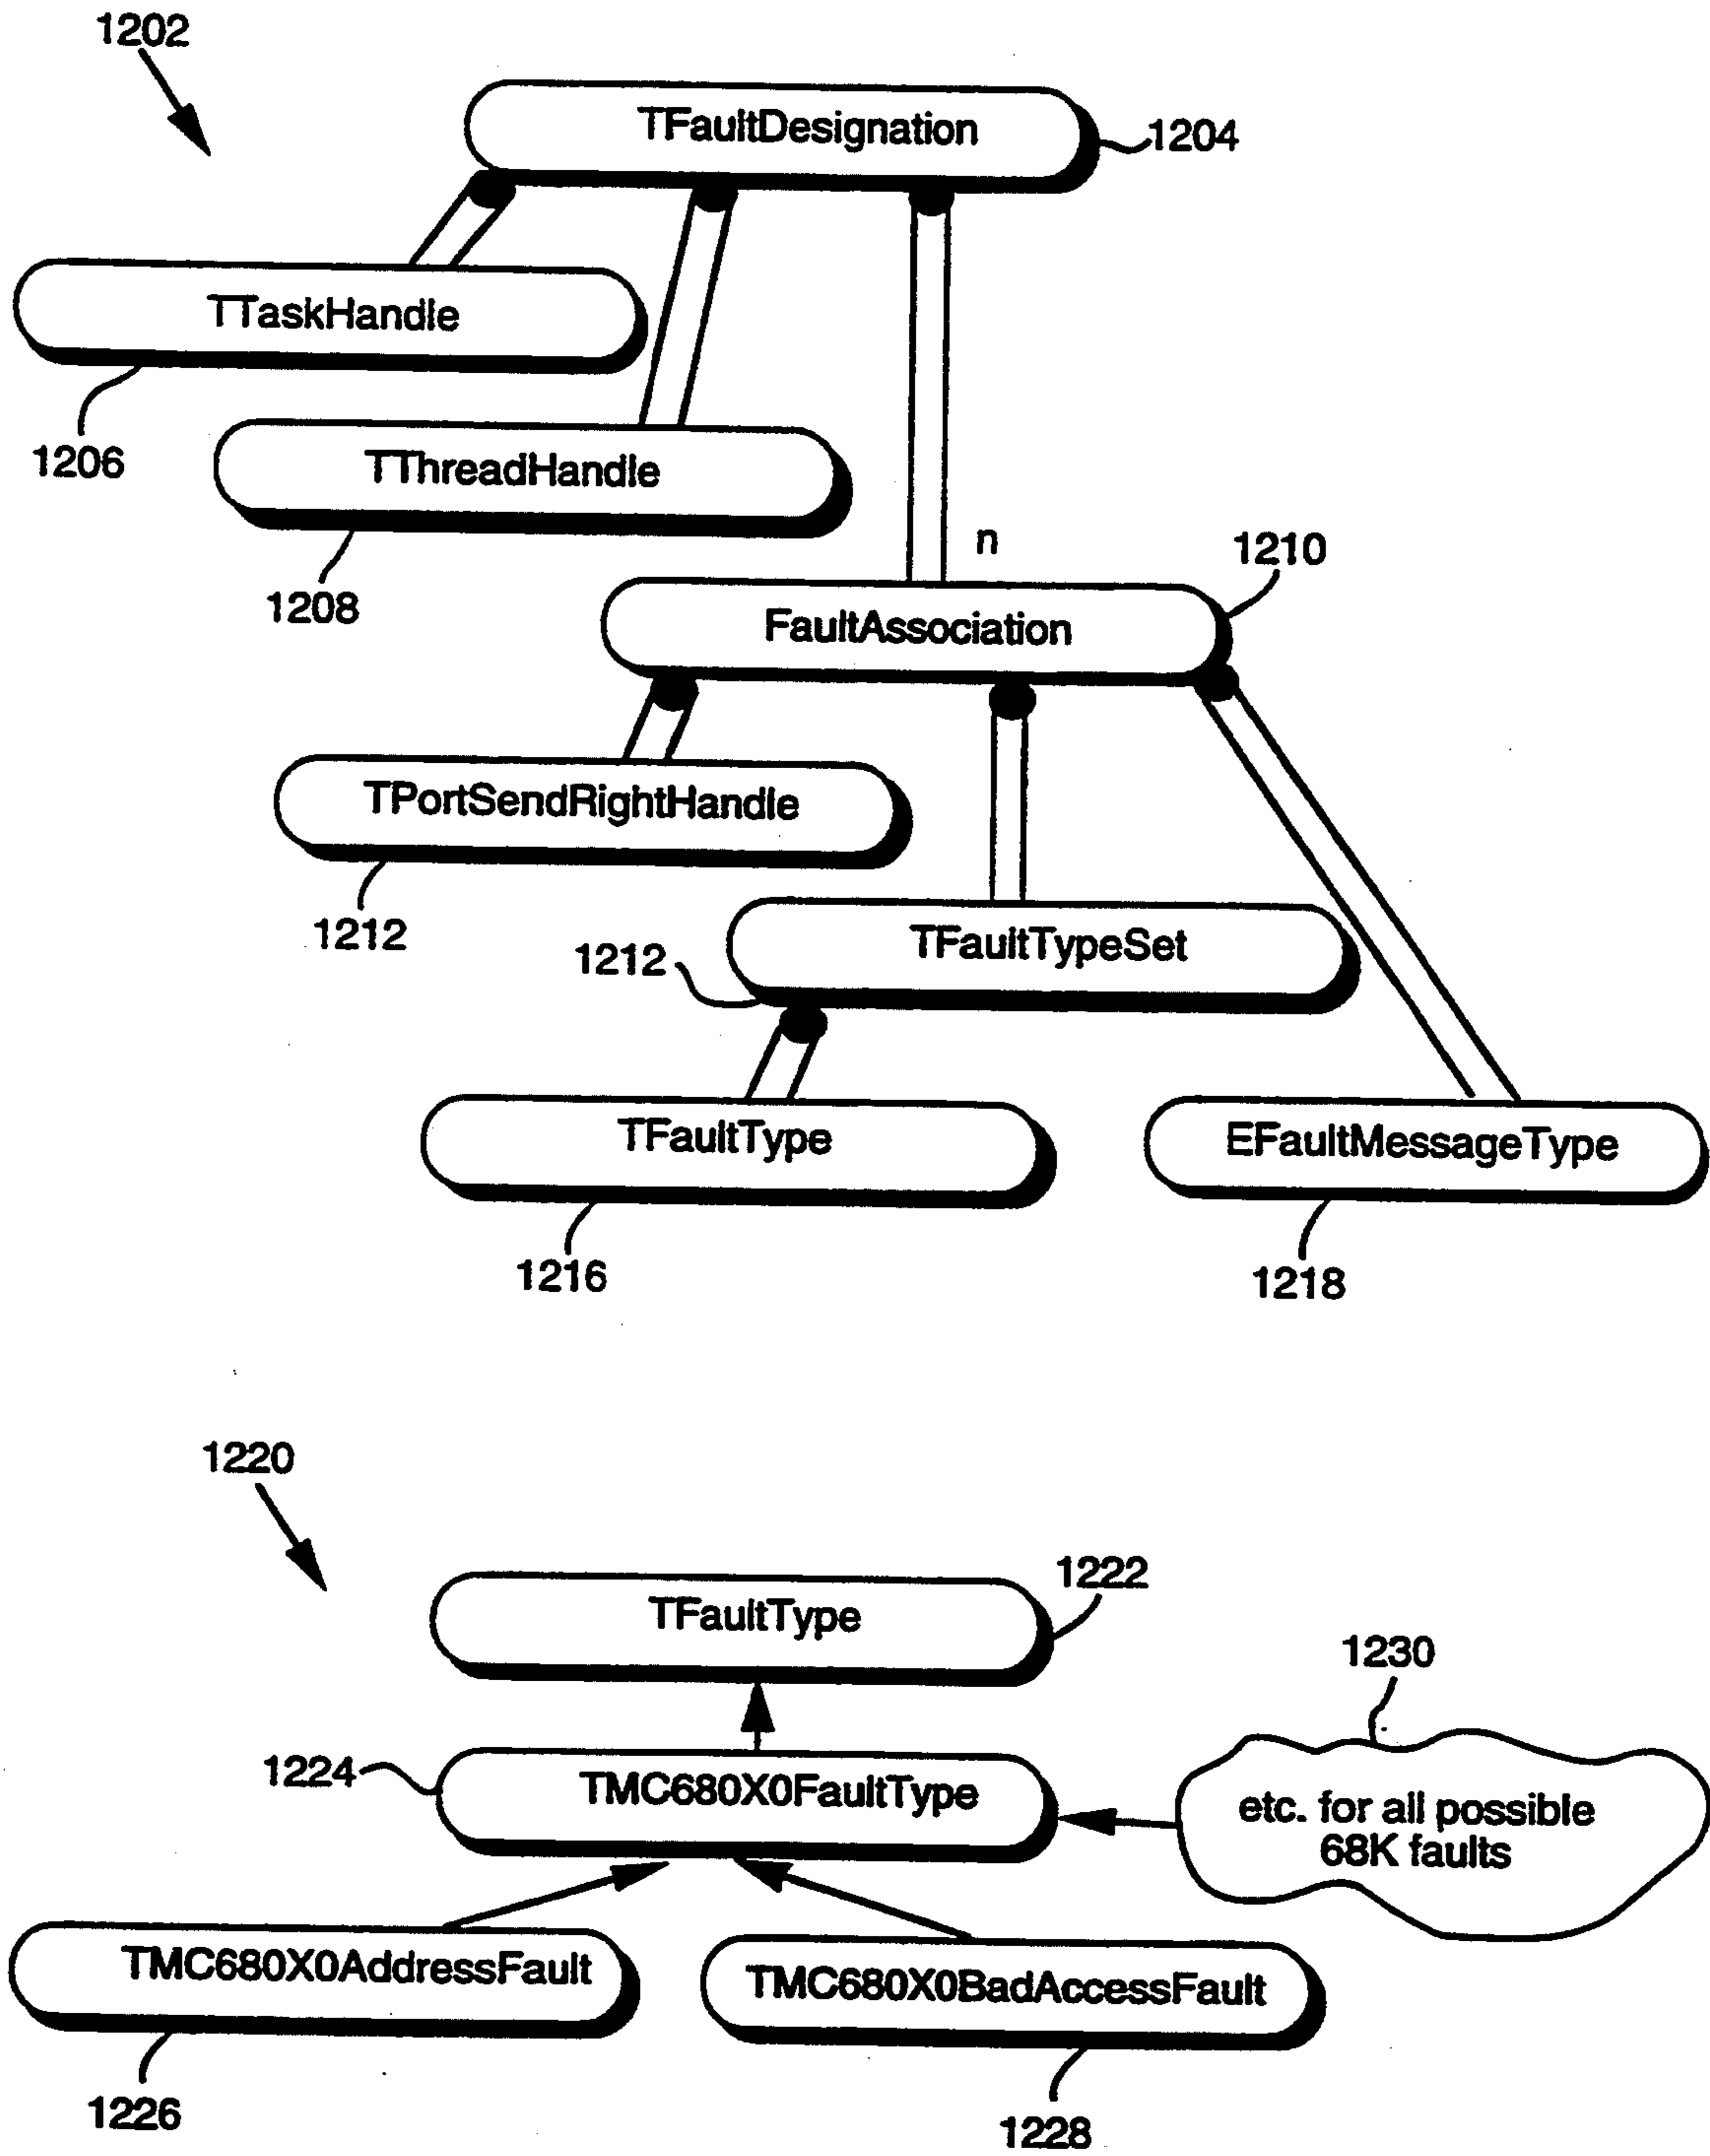 1202
TFaultDesignation
1204
TTaskHandle
1206
TThreadHandle
1208
n
1210
FaultAssociation
TPortSendRightHandle
1212
TFaultTypeSet
1212
TFaultType
1216
EFaultMessageType
1218
1220
TFaultType
1222
1230
1224
TMC680X0FaultType
etc. for all possible
68K faults
TMC680X0AddressFault
TMC680X0BadAccessFault
1226
1228